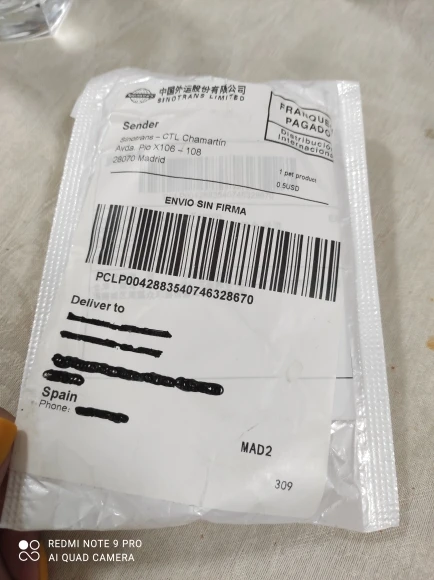 中国外运股份有限公司
SINOTRANS LIMITED
FRANQUEO
PAGADO
Distribución
Internacional
Sender
Sinotrans - CTL Chamartín
Avda. Pio X106 - 108
28070 Madrid
1 pet product
0.5USD
ENVIO SIN FIRMA
PCLP0042883540746328670
Deliver to
Spain
Phone:
MAD2
309
REDMI NOTE 9 PRO
AI QUAD CAMERA